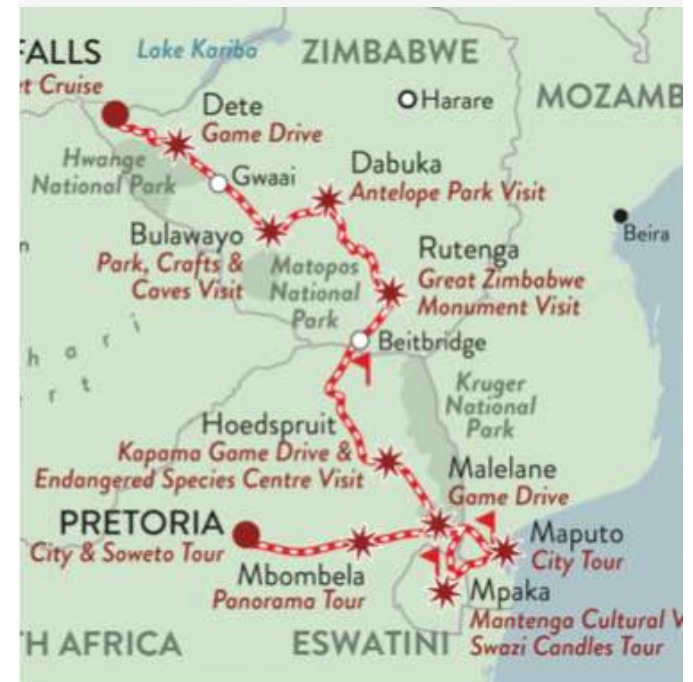 FALLS
t Cruise
Lake Kariba
ZIMBABWE
Harare
MOZAMB
Dete
Game Drive
Hwange
National Park
Gwaai
Dabuka
Antelope Park Visit
Beira
Bulawayo
Park, Crafts &
Caves Visit
Matopos
National
Park
Rutenga
Great Zimbabwe
Monument Visit
n
h a r i
r t
Beitbridge
Kruger
National
Park
Hoedspruit
Kapama Game Drive &
Endangered Species Centre Visit
Malelane
Game Drive
PRETORIA
City & Soweto Tour
Maputo
City Tour
Mbombela
Panorama Tour
Mpaka
Mantenga Cultural V
Swazi Candles Tour
TH AFRICA
ESWATINI